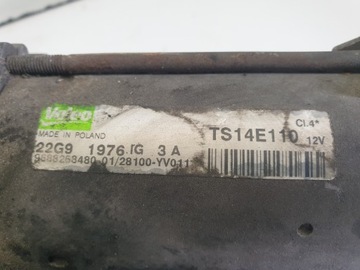 Valeo
MADE IN POLAND
TS14E110
CL4*
12V
22G9 1976 IG 3 A
9688268480-01/28100-YV011